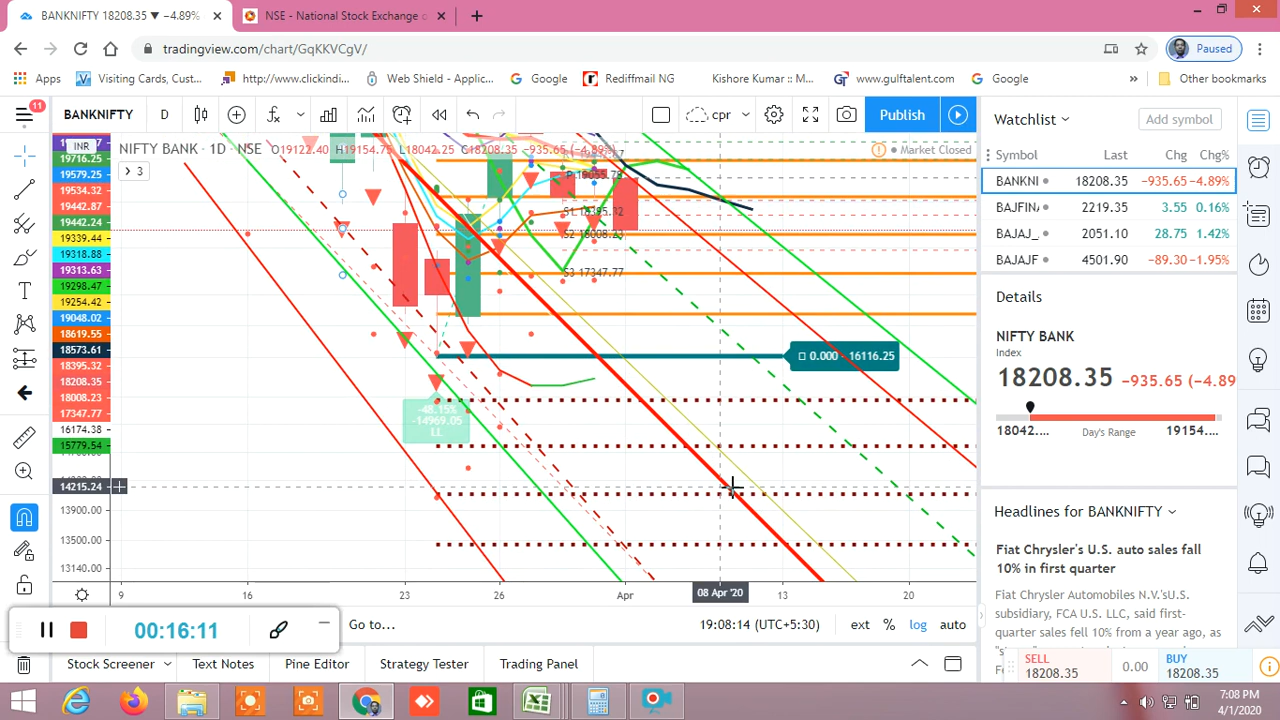 BANKNIFTY 18208.35 ▼ −4.89%
NSE - National Stock Exchange o
tradingview.com/chart/GqKKVCgV/
Paused
Apps
Visiting Cards, Cust...
http://www.clickindi...
Web Shield - Applic...
Google
Rediffmail NG
Kishore Kumar :: M...
www.gulftalent.com
Google
»
Other bookmarks
11
BANKNIFTY
D
cpr
Publish
Watchlist
Add symbol
NIFTY BANK · 1D · NSE O19122.40 H19154.75 L18042.25 C18208.35 −935.65 (−4.89%)
Market Closed
3
INR
19716.25
19579.25
19534.32
19442.87
19442.24
19339.44
19318.88
19313.63
19298.47
19254.42
19048.02
18619.55
18573.61
18395.32
18208.35
18008.23
17347.77
16174.38
15779.54
14215.24
13900.00
13500.00
13140.00
S1 18395.32
S2 18008.23
S3 17347.77
0.000 - 16116.25
-48.15%
-14969.05
LL
9
16
23
26
Apr
08 Apr '20
13
20
Symbol Last Chg Chg%
BANKNI 18208.35 −935.65 −4.89%
BAJFIN 2219.35 3.55 0.16%
BAJAJ_ 2051.10 28.75 1.42%
BAJAJF 4501.90 −89.30 −1.95%
Details
NIFTY BANK
Index
18208.35 −935.65 (−4.89
18042.... Day's Range 19154....
Headlines for BANKNIFTY
Fiat Chrysler's U.S. auto sales fall
10% in first quarter
Fiat Chrysler Automobiles N.V.'sU.S.
subsidiary, FCA U.S. LLC, said first-
quarter sales fell 10% from a year ago, as
SELL
18208.35
0.00
BUY
18208.35
00:16:11
Go to...
19:08:14 (UTC+5:30)
ext
%
log
auto
Stock Screener
Text Notes
Pine Editor
Strategy Tester
Trading Panel
7:08 PM
4/1/2020